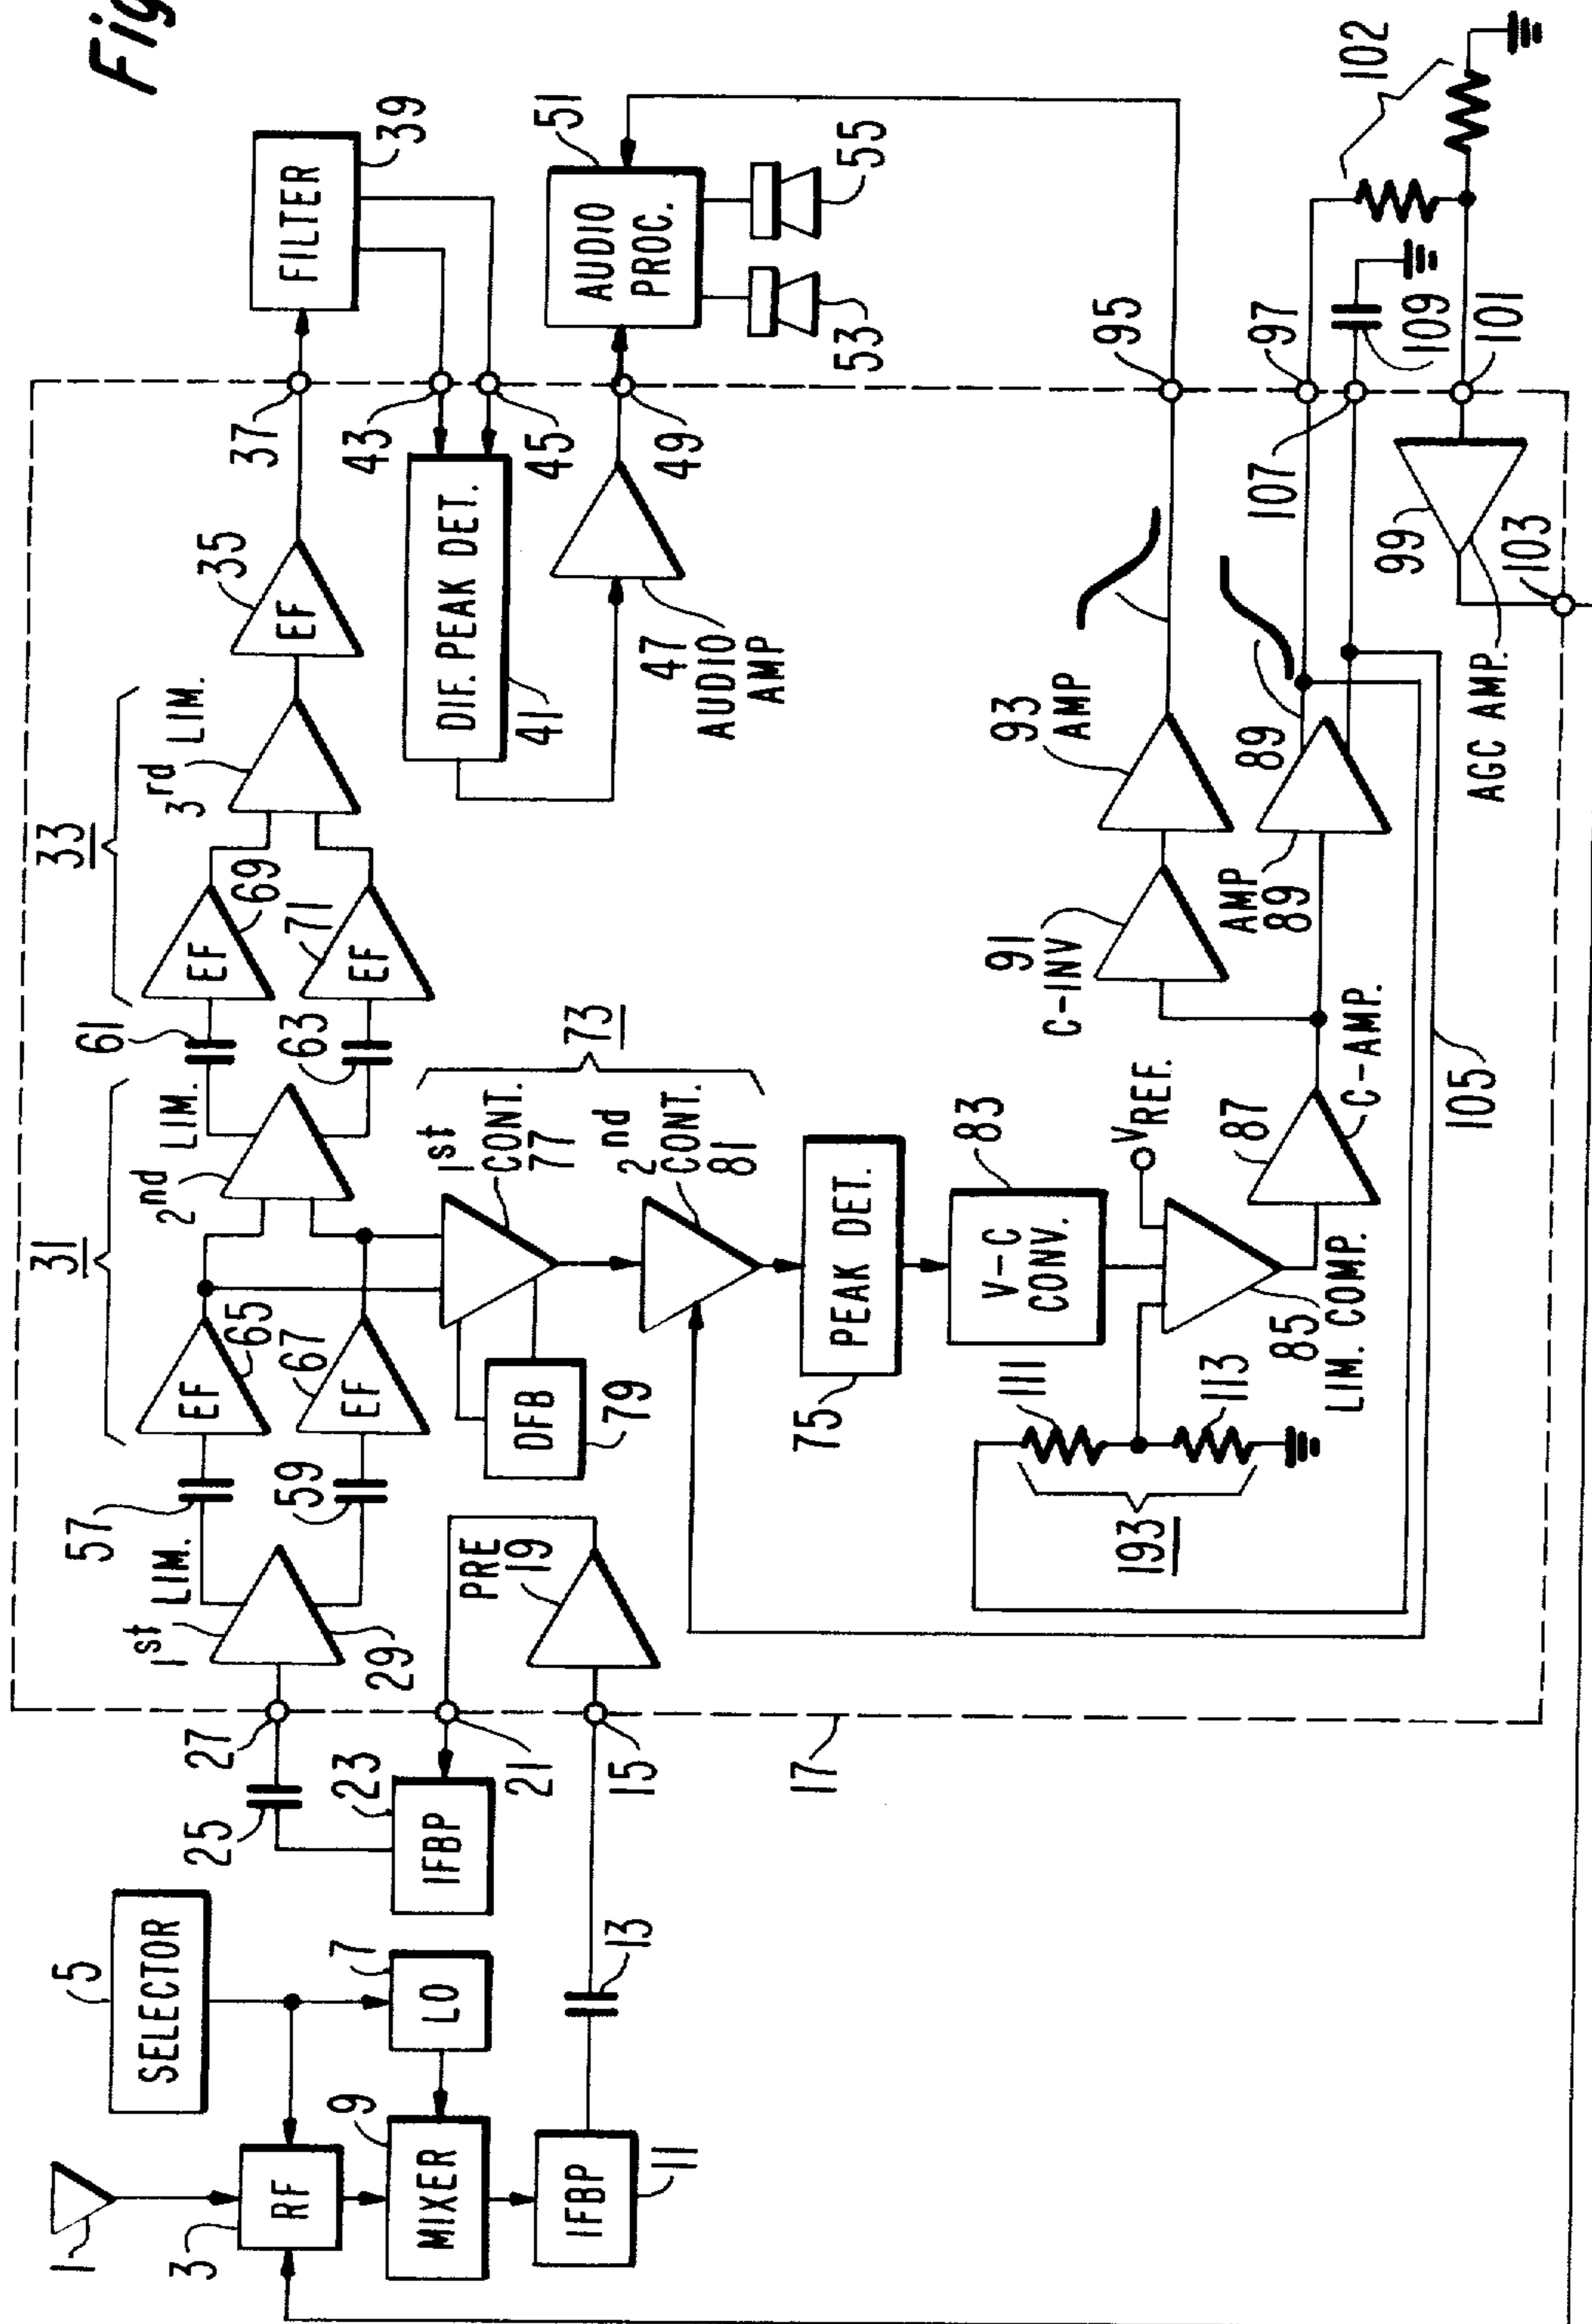 Fig
1
3
RF
5
SELECTOR
7
LO
9
MIXER
11
IFBP
13
15
17
PRE
19
21
23
IFBP
25
27
1st LIM.
29
57
59
31
EF
65
EF
67
2nd LIM.
61
63
33
EF
69
EF
71
3rd LIM.
EF
35
37
FILTER
39
43
45
DIF. PEAK DET.
41
47
AUDIO
AMP
49
AUDIO
PROC.
51
53
55
73
1st
CONT.
77
DFB
79
2nd
CONT.
81
PEAK DET.
75
V-C
CONV.
83
VREF.
85
LIM. COMP.
111
113
193
87
C-AMP.
91
C-INV
93
AMP
95
AMP
89
89
97
107
109
101
102
99
AGC AMP.
103
105